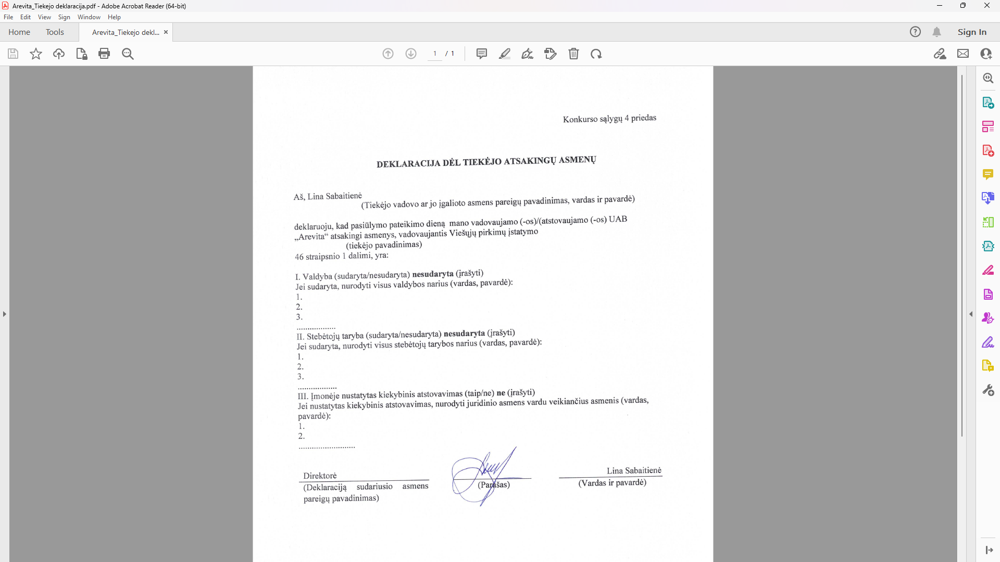 Arevita_Tiekejo deklaracija.pdf - Adobe Acrobat Reader (64-bit)
File Edit View Sign Window Help
Home Tools Arevita_Tiekejo dekl... Sign In
1 / 1
Konkurso sąlygų 4 priedas
DEKLARACIJA DĖL TIEKĖJO ATSAKINGŲ ASMENŲ
Aš, Lina Sabaitienė
(Tiekėjo vadovo ar jo įgalioto asmens pareigų pavadinimas, vardas ir pavardė)
deklaruoju, kad pasiūlymo pateikimo dieną mano vadovaujamo (-os)/(atstovaujamo (-os) UAB
„Arevita“ atsakingi asmenys, vadovaujantis Viešųjų pirkimų įstatymo
(tiekėjo pavadinimas)
46 straipsnio 1 dalimi, yra:
I. Valdyba (sudaryta/nesudaryta) nesudaryta (įrašyti)
Jei sudaryta, nurodyti visus valdybos narius (vardas, pavardė):
1.
2.
3.
..................
II. Stebėtojų taryba (sudaryta/nesudaryta) nesudaryta (įrašyti)
Jei sudaryta, nurodyti visus stebėtojų tarybos narius (vardas, pavardė):
1.
2.
3.
..................
III. Įmonėje nustatytas kiekybinis atstovavimas (taip/ne) ne (įrašyti)
Jei nustatytas kiekybinis atstovavimas, nurodyti juridinio asmens vardu veikiančius asmenis (vardas,
pavardė):
1.
2.
..........................
Direktorė Lina Sabaitienė
(Deklaraciją sudariusio asmens (Parašas) (Vardas ir pavardė)
pareigų pavadinimas)